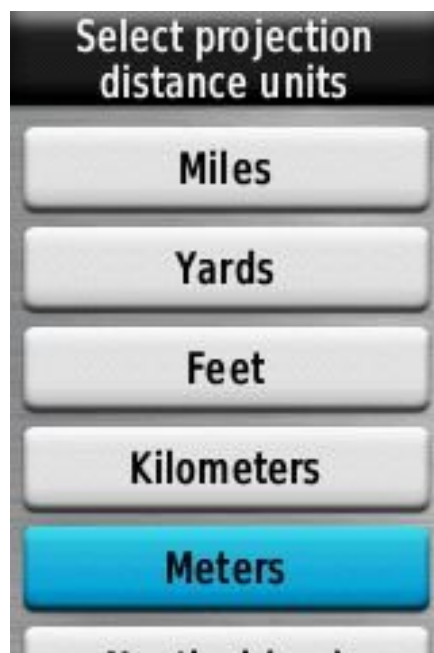 Select projection
distance units
Miles
Yards
Feet
Kilometers
Meters